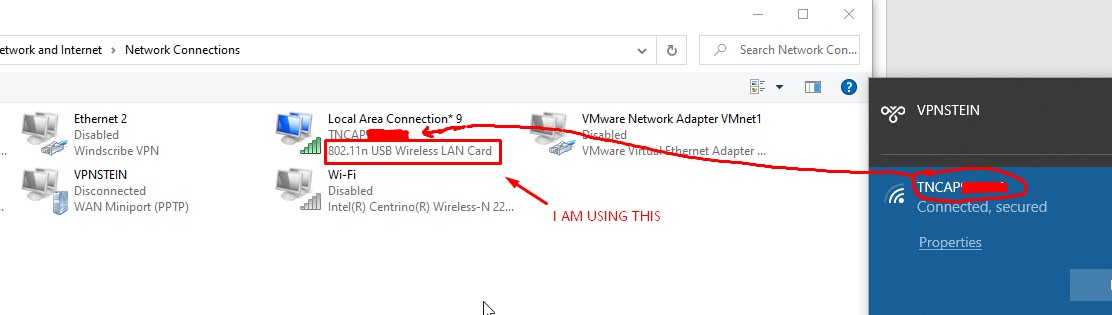 etwork and Internet › Network Connections
Search Network Con...
Ethernet 2
Disabled
Windscribe VPN
Local Area Connection* 9
TNCAP
802.11n USB Wireless LAN Card
VMware Network Adapter VMnet1
Disabled
VMware Virtual Ethernet Adapter ...
VPNSTEIN
Disconnected
WAN Miniport (PPTP)
Wi-Fi
Disabled
Intel(R) Centrino(R) Wireless-N 22...
I AM USING THIS
VPNSTEIN
TNCAP
Connected, secured
Properties